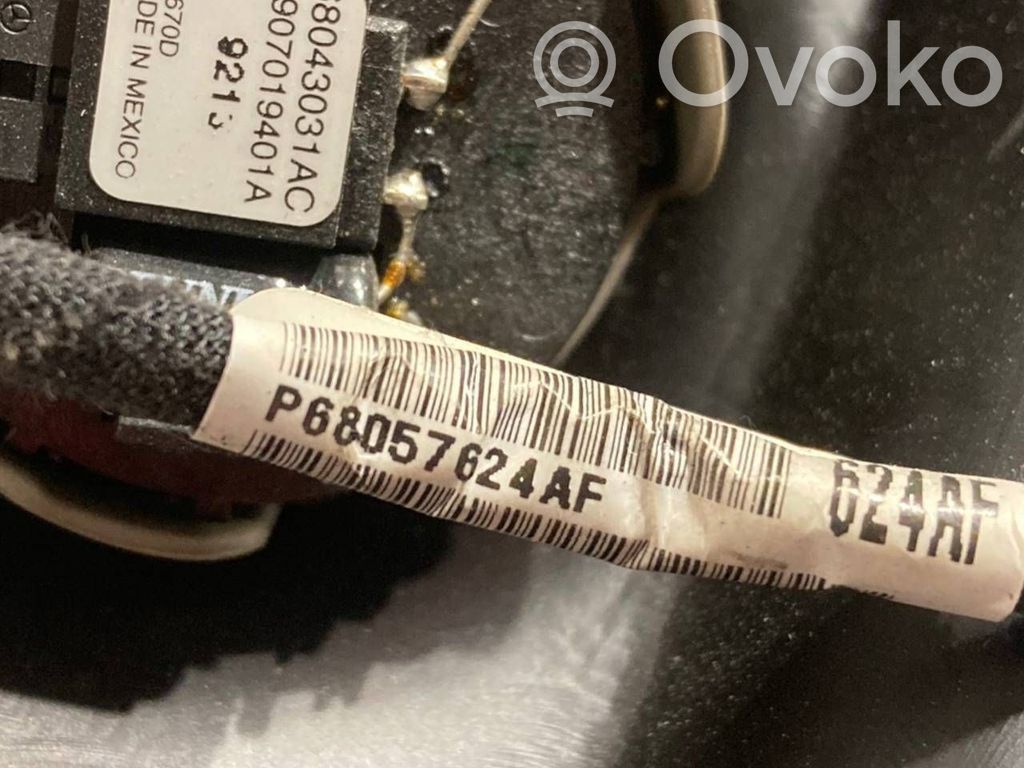 Ovoko
68043031AC
907019401A
9213
670D
DE IN MEXICO
P68057624AF
624AF